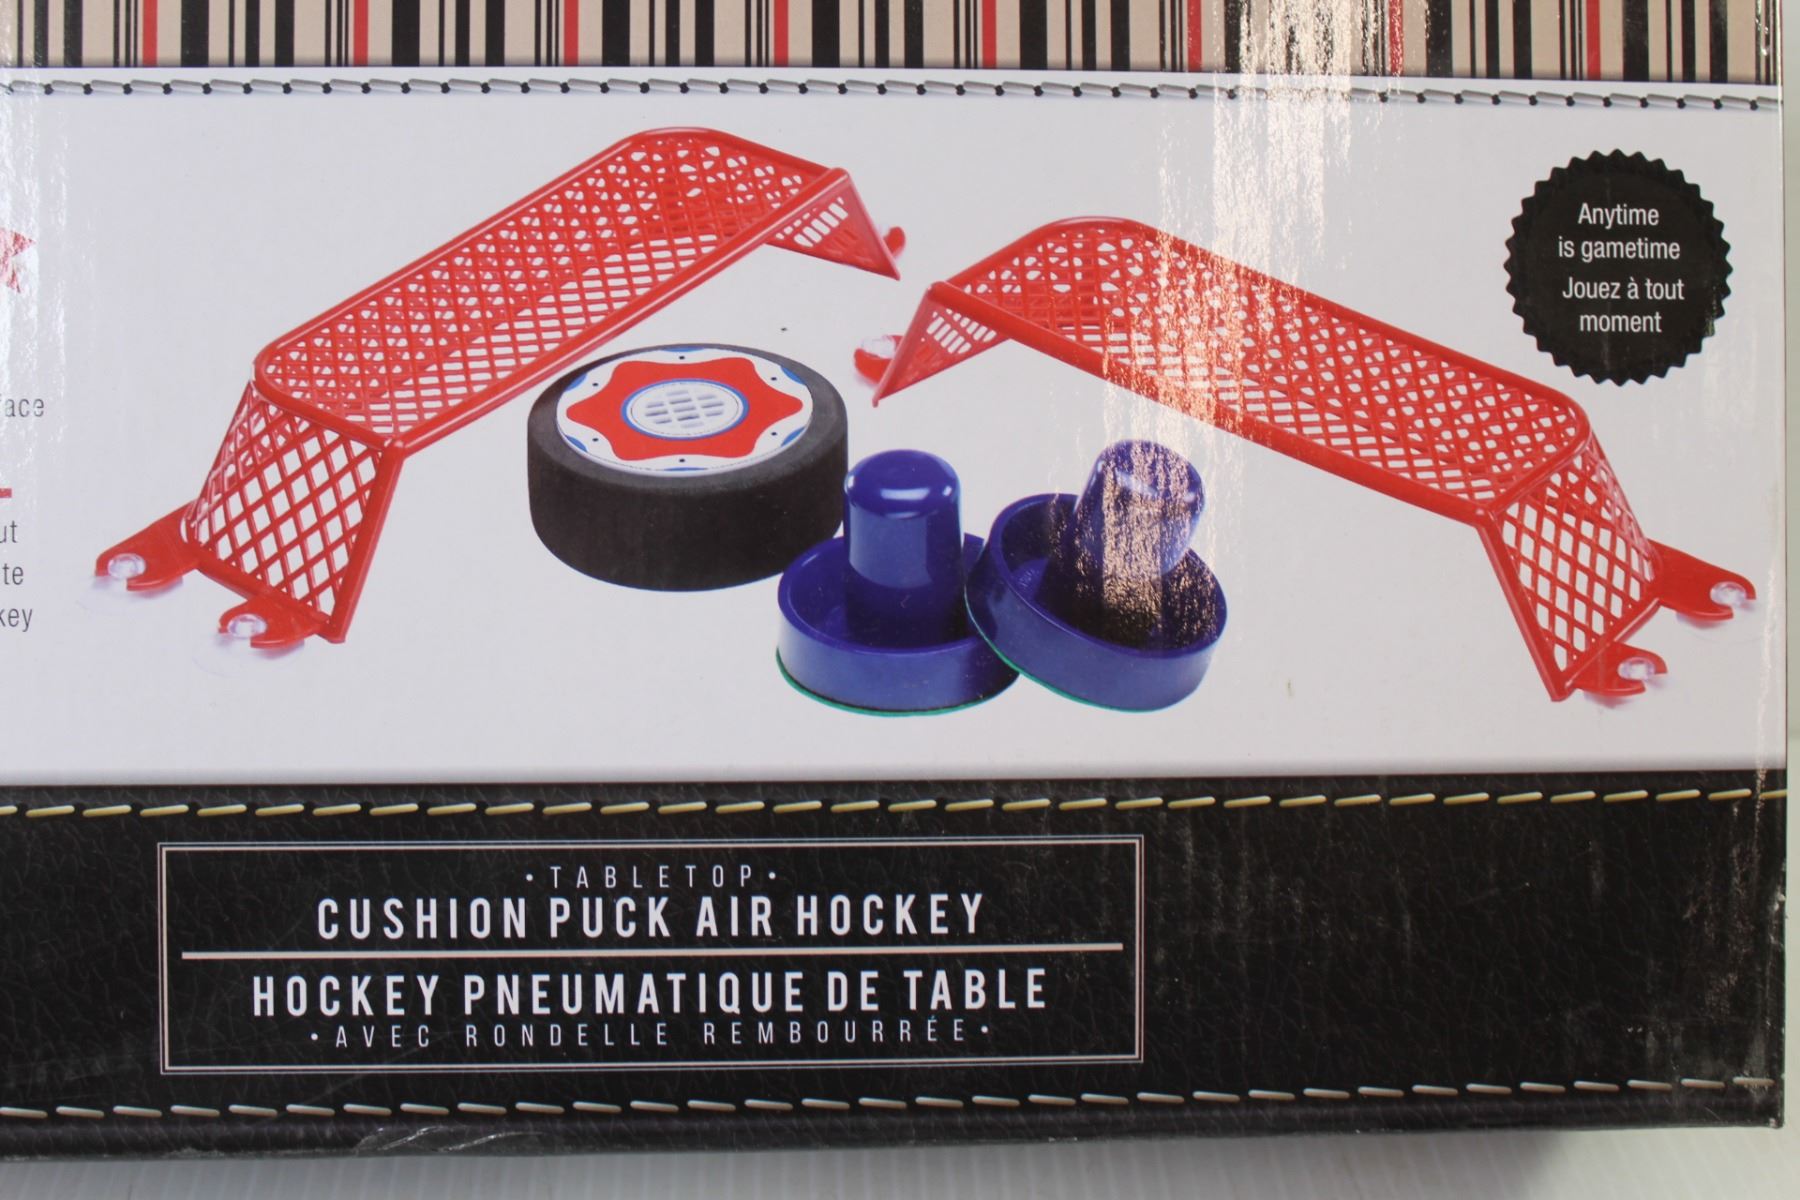 Anytime
is gametime
Jouez à tout
moment
·TABLETOP·
CUSHION PUCK AIR HOCKEY
HOCKEY PNEUMATIQUE DE TABLE
·AVEC RONDELLE REMBOURRÉE·